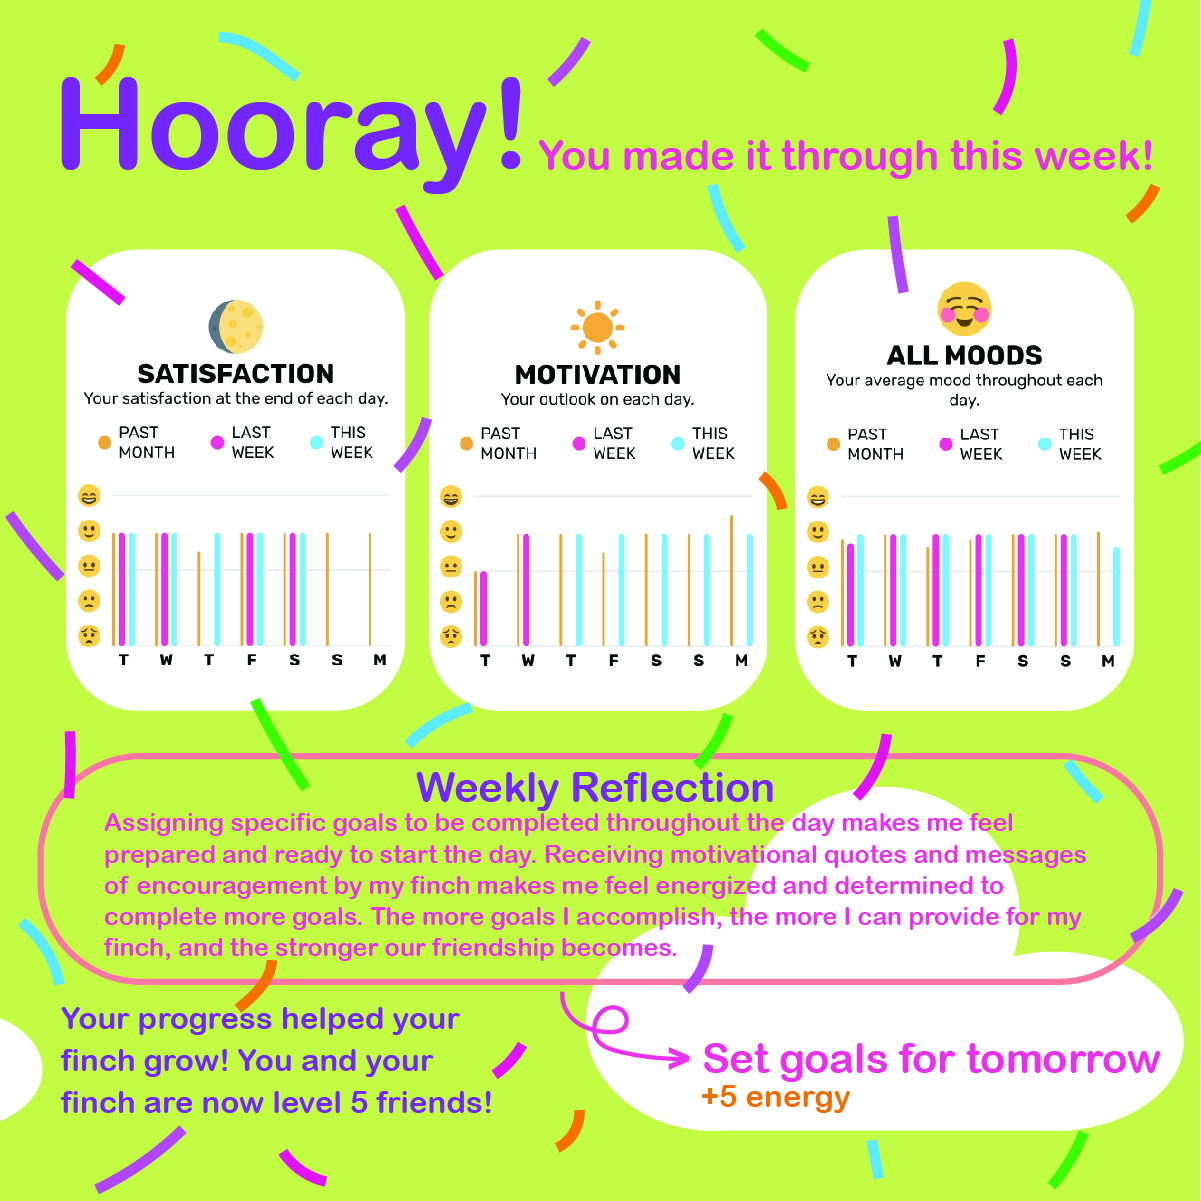 Hooray! You made it through this week!
SATISFACTION
Your satisfaction at the end of each day.
PAST MONTH
LAST WEEK
THIS WEEK
T W T F S S M
MOTIVATION
Your outlook on each day.
PAST MONTH
LAST WEEK
THIS WEEK
T W T F S S M
ALL MOODS
Your average mood throughout each
day.
PAST MONTH
LAST WEEK
THIS WEEK
T W T F S S M
Weekly Reflection
Assigning specific goals to be completed throughout the day makes me feel
prepared and ready to start the day. Receiving motivational quotes and messages
of encouragement by my finch makes me feel energized and determined to
complete more goals. The more goals I accomplish, the more I can provide for my
finch, and the stronger our friendship becomes.
Your progress helped your
finch grow! You and your
finch are now level 5 friends!
Set goals for tomorrow
+5 energy